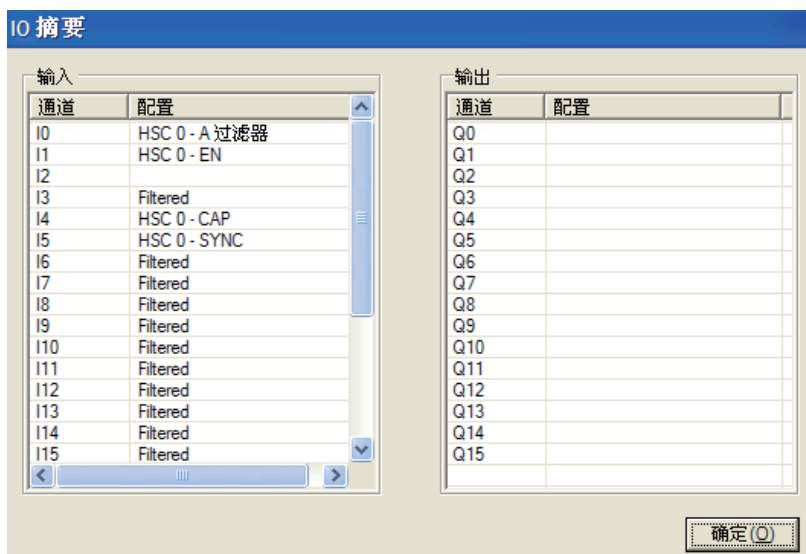 IO 摘要
输入
通道 配置
I0 HSC 0 - A 过滤器
I1 HSC 0 - EN
I2
I3 Filtered
I4 HSC 0 - CAP
I5 HSC 0 - SYNC
I6 Filtered
I7 Filtered
I8 Filtered
I9 Filtered
I10 Filtered
I11 Filtered
I12 Filtered
I13 Filtered
I14 Filtered
I15 Filtered
输出
通道 配置
Q0
Q1
Q2
Q3
Q4
Q5
Q6
Q7
Q8
Q9
Q10
Q11
Q12
Q13
Q14
Q15
确定(O)